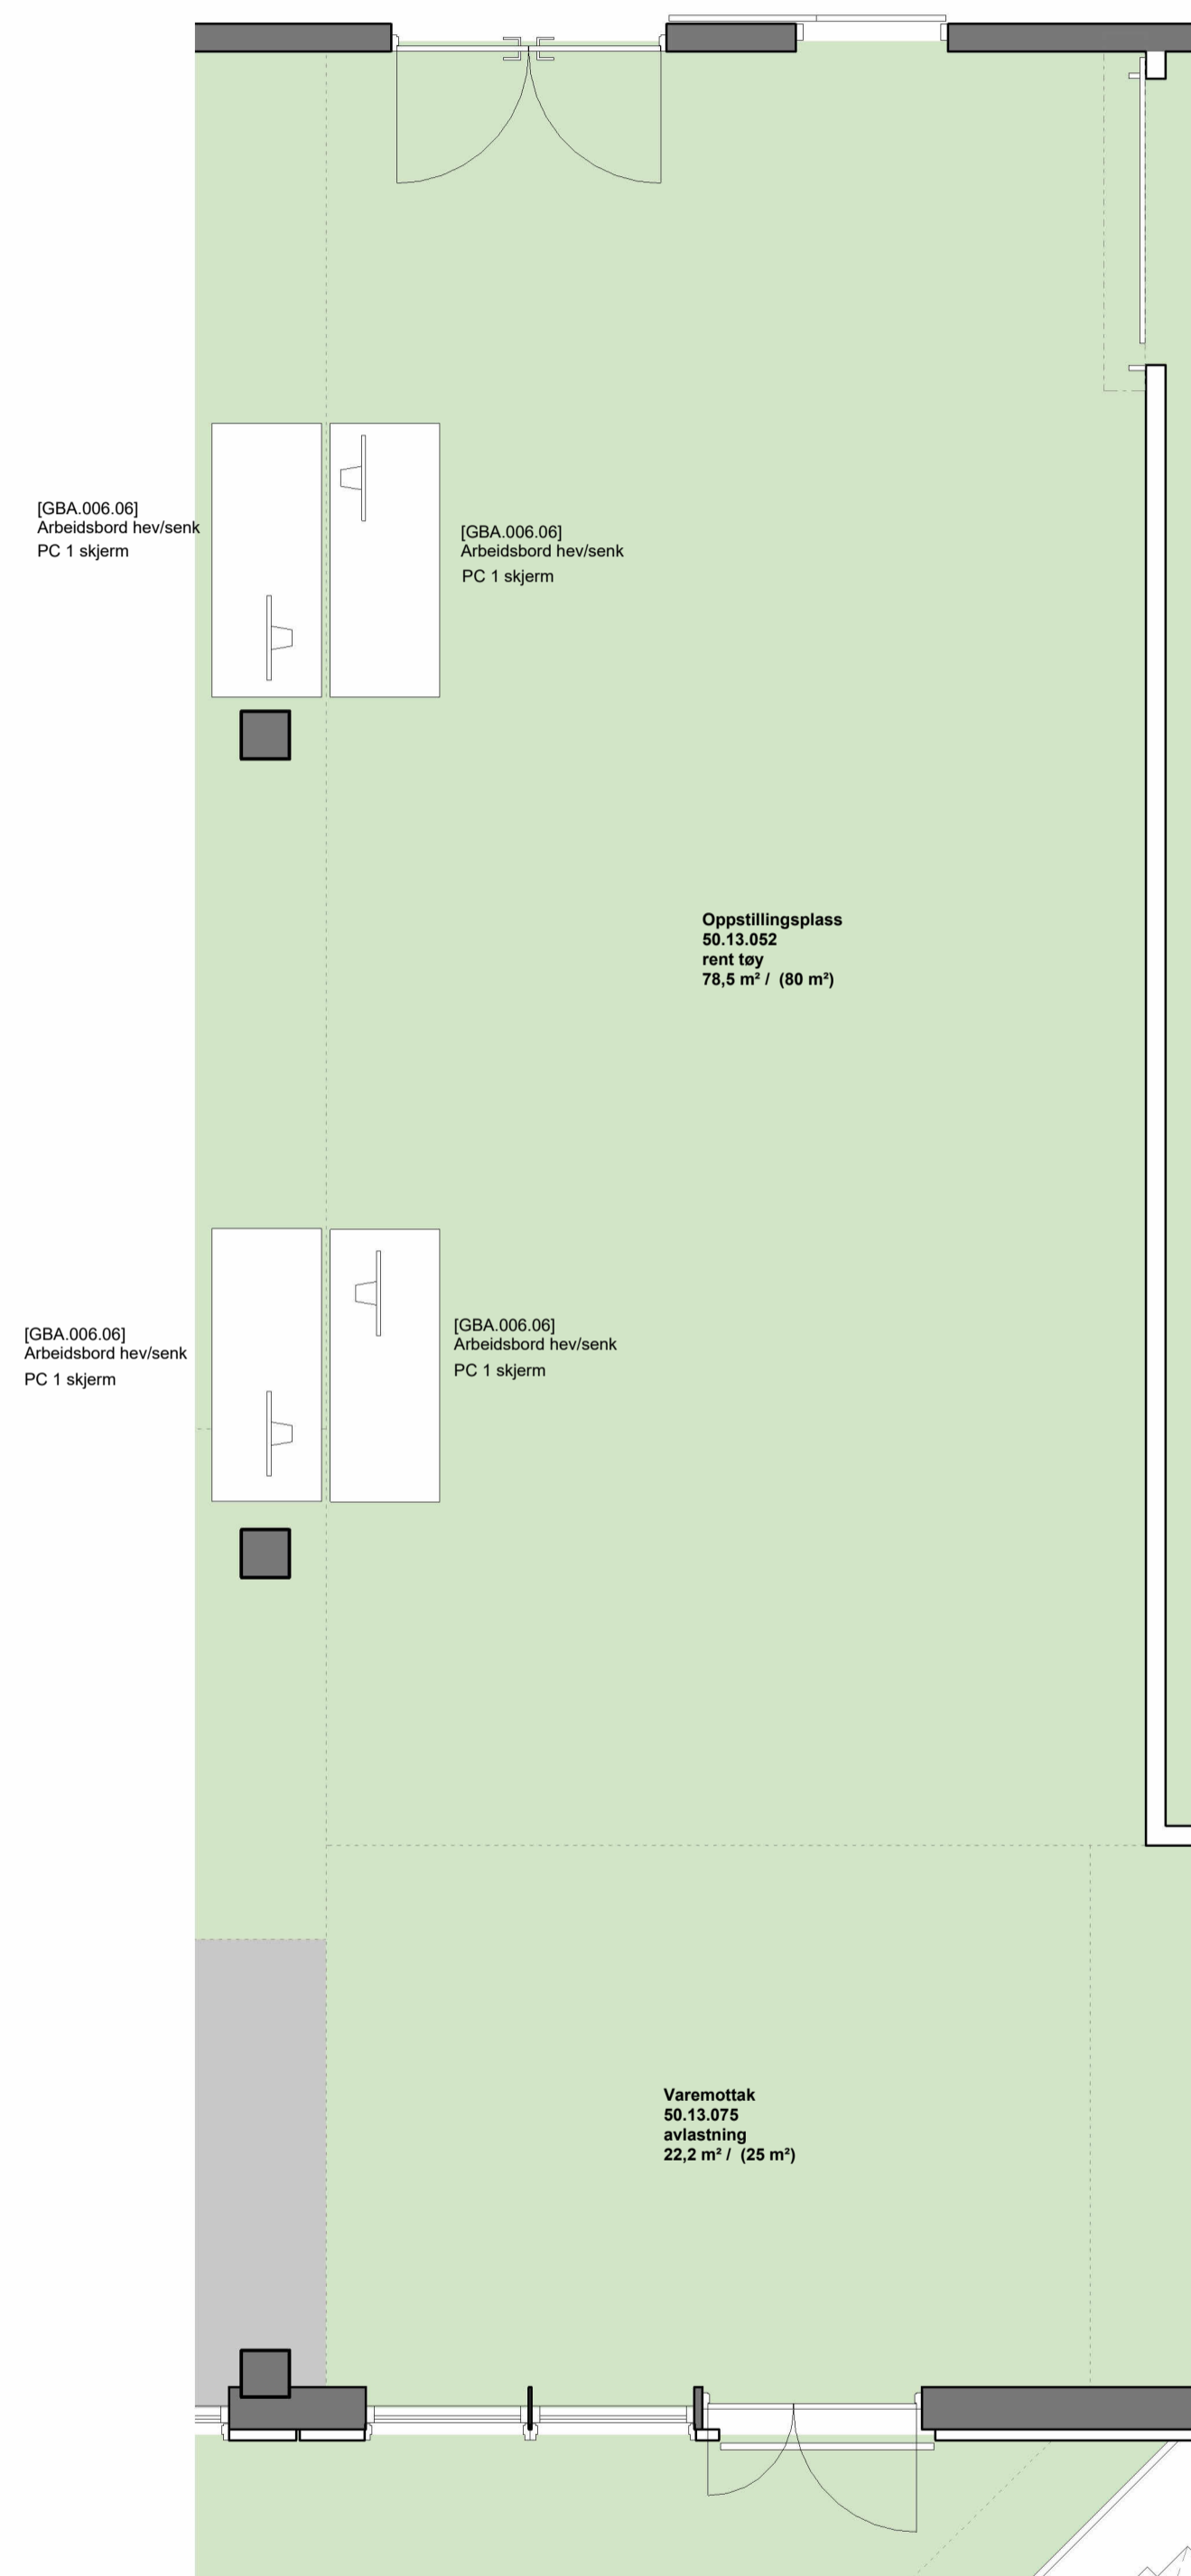 [GBA.006.06]
Arbeidsbord hev/senk
PC 1 skjerm
[GBA.006.06]
Arbeidsbord hev/senk
PC 1 skjerm
Oppstillingsplass
50.13.052
rent tøy
78,5 m² / (80 m²)
[GBA.006.06]
Arbeidsbord hev/senk
PC 1 skjerm
[GBA.006.06]
Arbeidsbord hev/senk
PC 1 skjerm
Varemottak
50.13.075
avlastning
22,2 m² / (25 m²)